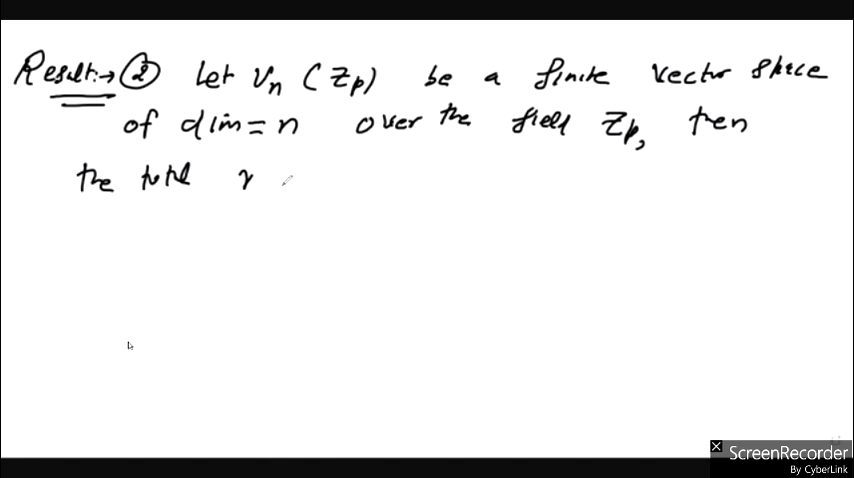 Result:→ ② Let Vn (Zp) be a finite vector space
of dim = n over the field Zp, then
the total
ScreenRecorder
By CyberLink